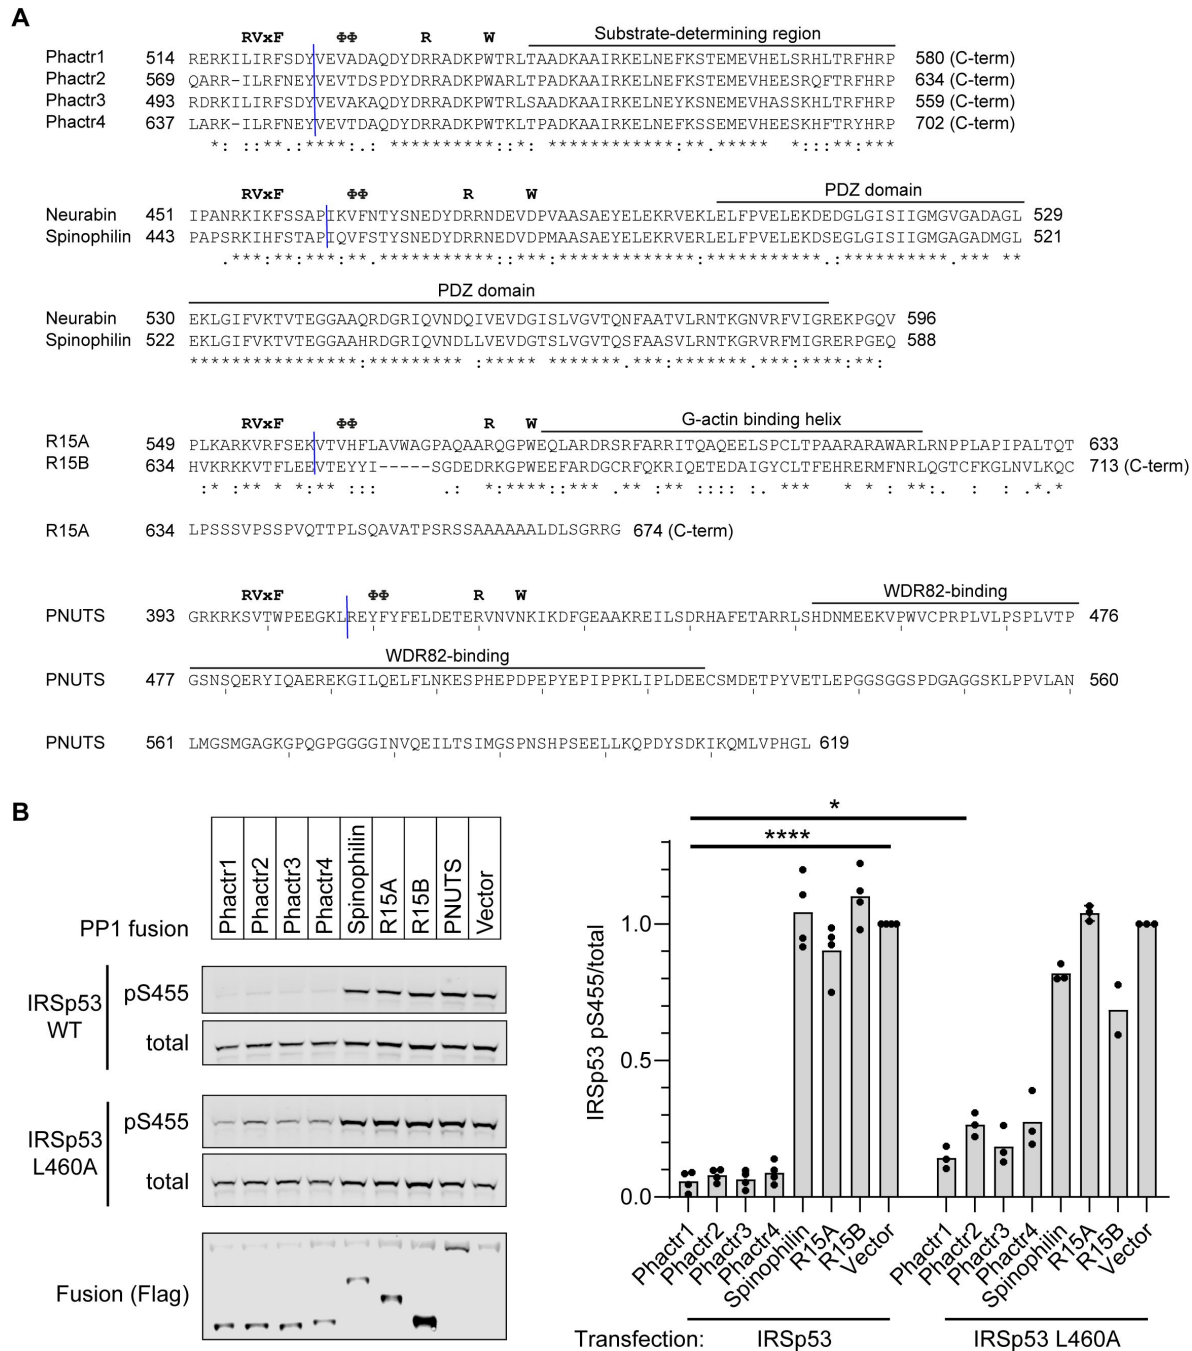 A
RVxF ΦΦ R W Substrate-determining region
Phactr1 514 RERKILIRFSDYVEVADAQDYDRRADKPWTRLTAADKAAIRKELNEFKSTEMEVHELSRHLTRFHRP 580 (C-term)
Phactr2 569 QARR-ILRFNEYVEVTDSPDYDRRADKPWARLTPADKAAIRKELNEFKSTEMEVHEESRQFTRFHRP 634 (C-term)
Phactr3 493 RDRKILIRFSDYVEVAKAQDYDRRADKPWTRLSAADKAAIRKELNEYKSNEMEVHASSKHLTRFHRP 559 (C-term)
Phactr4 637 LARK-ILRFNEYVEVTDAQDYDRRADKPWTKLTPADKAAIRKELNEFKSSEMEVHEESKHFTRYHRP 702 (C-term)
*: ::**.:****:.: **********::*: ************:**.****** *:::**:***
RVxF ΦΦ R W PDZ domain
Neurabin 451 IPANRKIKFSSAPIKVFNTYSNEDYDRRNDEVDPVAASAEYELEKRVEKLELFPVELEKDEDGLGISIIGMGVGADAGL 529
Spinophilin 443 PAPSRKIHFSTAPIQVFSTYSNEDYDRRNEDVDPMAASAEYELEKRVERLELFPVELEKDSEGLGISIIGMGAGADMGL 521
.***:**:***:**.***********::***:*************:***********.:**********.*** **
PDZ domain
Neurabin 530 EKLGIFVKTVTEGGAAQRDGRIQVNDQIVEVDGISLVGVTQNFAATVLRNTKGNVRFVIGREKPGQV 596
Spinophilin 522 EKLGIFVKTVTEGGAAHRDGRIQVNDLLVEVDGTSLVGVTQSFAASVLRNTKGRVRFMIGRERPGEQ 588
****************:********* :***** *******.***:*******.***:****:**:
RVxF ΦΦ R W G-actin binding helix
R15A 549 PLKARKVRFSEKVTVHFLAVWAGPAQAARQGPWEQLARDRSRFARRITQAQEELSPCLTPAARARAWARLRNPPLAPIPALTQT 633
R15B 634 HVKRKKVTFLEEVTEYYIS-----SGDEDRKGPWEEFARDGCRFQKRIQETEDAIGYCLTFEHRERMFNRLQGTCFKGLNVLKQC 713 (C-term)
R15A 634 LPSSSVPSSPVQTTPLSQAVATPSRSSAAAAAALDLSGRRG 674 (C-term)
RVxF ΦΦ R W WDR82-binding
PNUTS 393 GRKRKSVTWPEEGKLREYFYFELDETERVNVNKIKDFGEAAKREILSDRHAFETARRLSHDNMEEKVPWVCPRPLVLPSPLVTP 476
WDR82-binding
PNUTS 477 GSNSQERYIQAEREKGILQELFLNKESPHEPDPEPYEPIPPKLIPLDEECSMDETPYVETLEPGGSGGSPDGAGGSKLPPVLAN 560
PNUTS 561 LMGSMGAGKGPQGPGGGGINVQEILTSIMGSPNSHPSEELLKQPDYSDKIKQMLVPHGL 619
B
PP1 fusion Phactr1 Phactr2 Phactr3 Phactr4 Spinophilin R15A R15B PNUTS Vector
IRSp53 WT
pS455
total
IRSp53 L460A
pS455
total
Fusion (Flag)
*
****
IRSp53 pS455/total
1.0
0.5
0.0
Phactr1 Phactr2 Phactr3 Phactr4 Spinophilin R15A R15B Vector Phactr1 Phactr2 Phactr3 Phactr4 Spinophilin R15A R15B Vector
Transfection: IRSp53 IRSp53 L460A